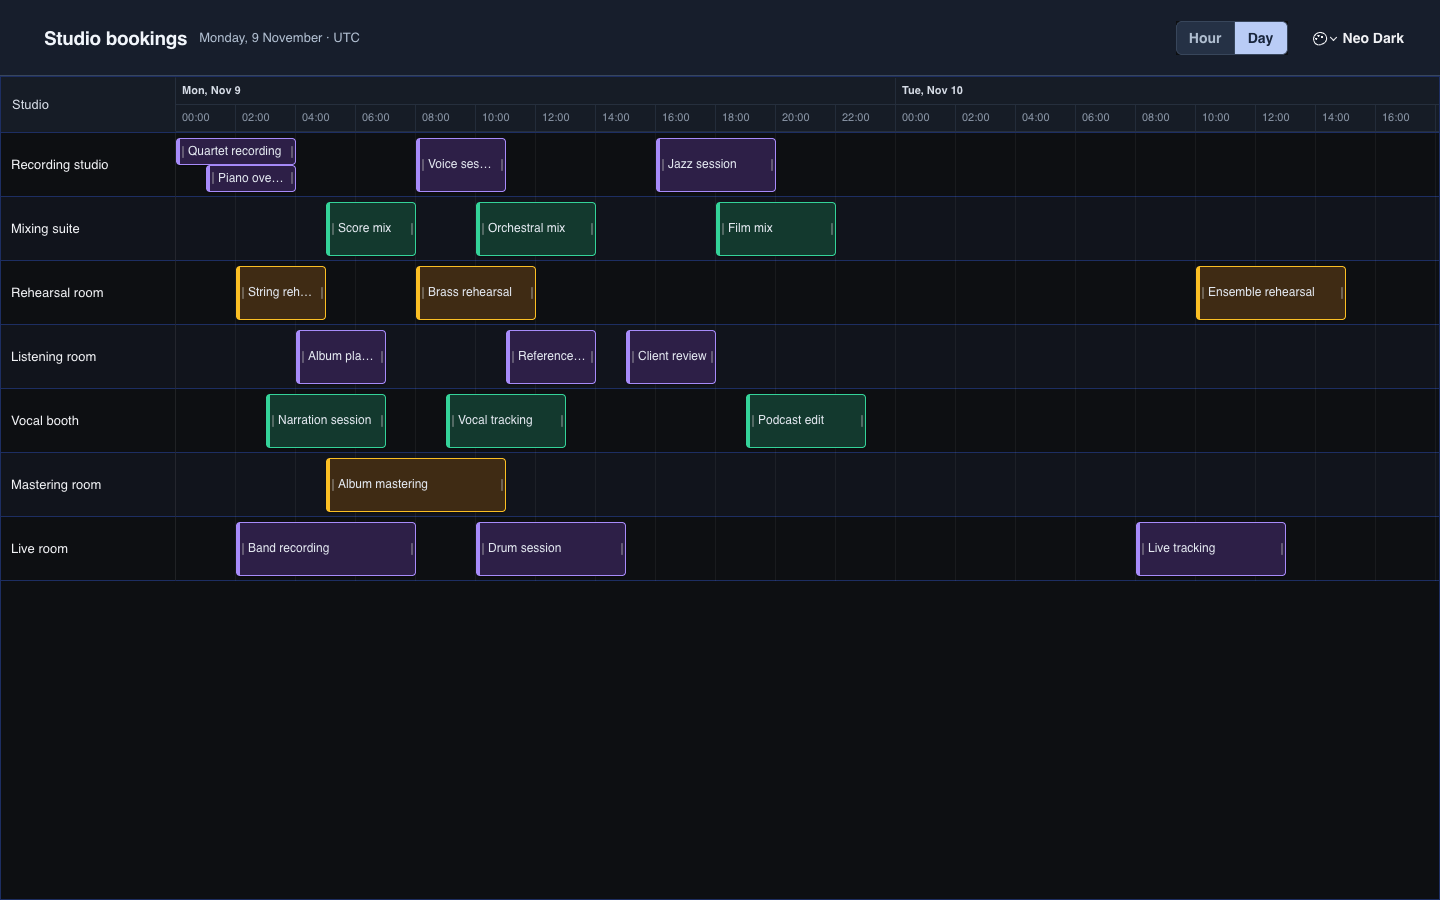 Studio bookings
Monday, 9 November · UTC
Hour
Day
Neo Dark
Studio
Mon, Nov 9
Tue, Nov 10
00:00 02:00 04:00 06:00 08:00 10:00 12:00 14:00 16:00 18:00 20:00 22:00 00:00 02:00 04:00 06:00 08:00 10:00 12:00 14:00 16:00
Recording studio
Quartet recording
Piano ove…
Voice ses…
Jazz session
Mixing suite
Score mix
Orchestral mix
Film mix
Rehearsal room
String reh…
Brass rehearsal
Ensemble rehearsal
Listening room
Album pla…
Reference…
Client review
Vocal booth
Narration session
Vocal tracking
Podcast edit
Mastering room
Album mastering
Live room
Band recording
Drum session
Live tracking